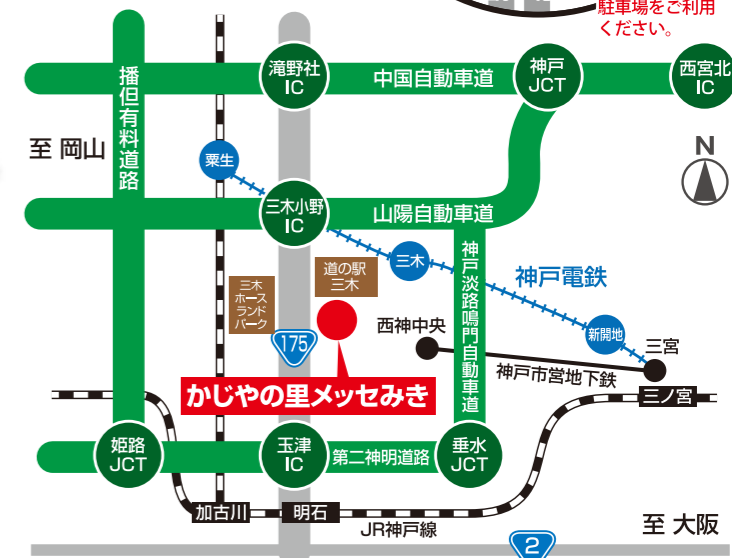 駐車場をご利用
ください。
滝野社
IC
中国自動車道
神戸
JCT
西宮北
IC
播但有料道路
至 岡山
粟生
N
三木小野
IC
山陽自動車道
三木
神戸電鉄
神戸淡路鳴門自動車道
三木
ホース
ランド
パーク
道の駅
三木
175
西神中央
新開地
三宮
神戸市営地下鉄
かじやの里メッセみき
三ノ宮
姫路
JCT
玉津
IC
第二神明道路
垂水
JCT
加古川
明石
JR神戸線
至 大阪
2